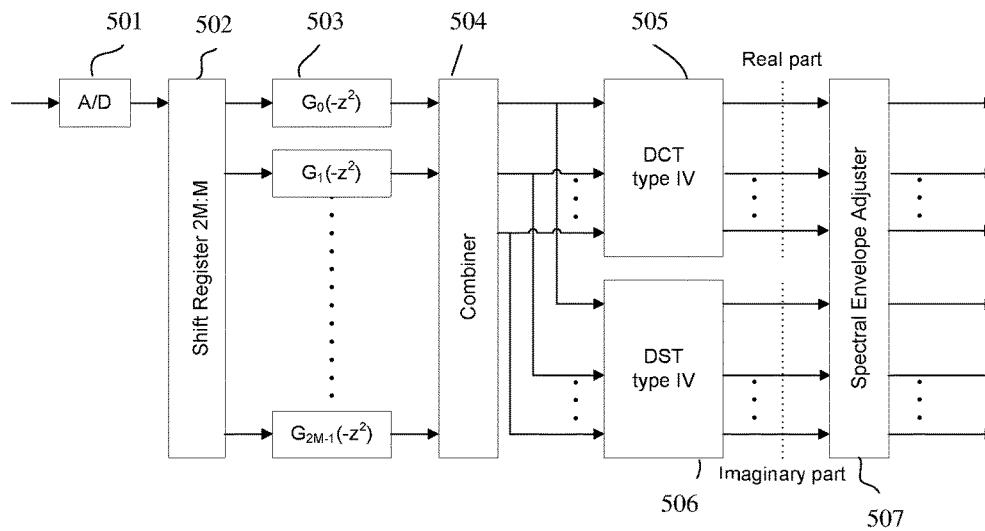 501
502
503
504
505
Real part
A/D
Shift Register 2M:M
G₀(-z²)
G₁(-z²)
G₂M-₁(-z²)
Combiner
DCT
type IV
DST
type IV
Spectral Envelope Adjuster
Imaginary part
506
507